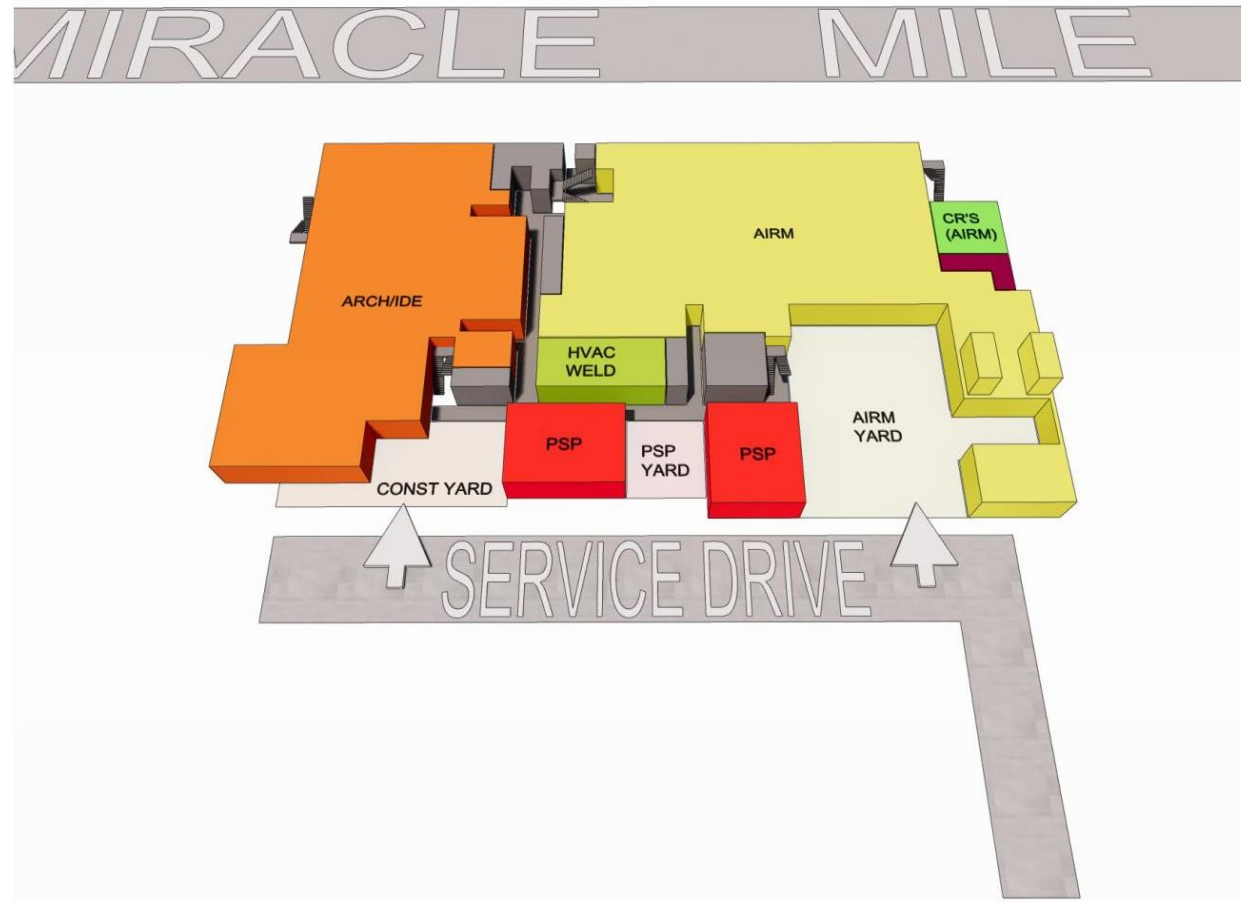 MIRACLE MILE
CR'S
(AIRM)
AIRM
ARCH/IDE
HVAC
WELD
AIRM
YARD
PSP
PSP
YARD
PSP
CONST YARD
SERVICE DRIVE